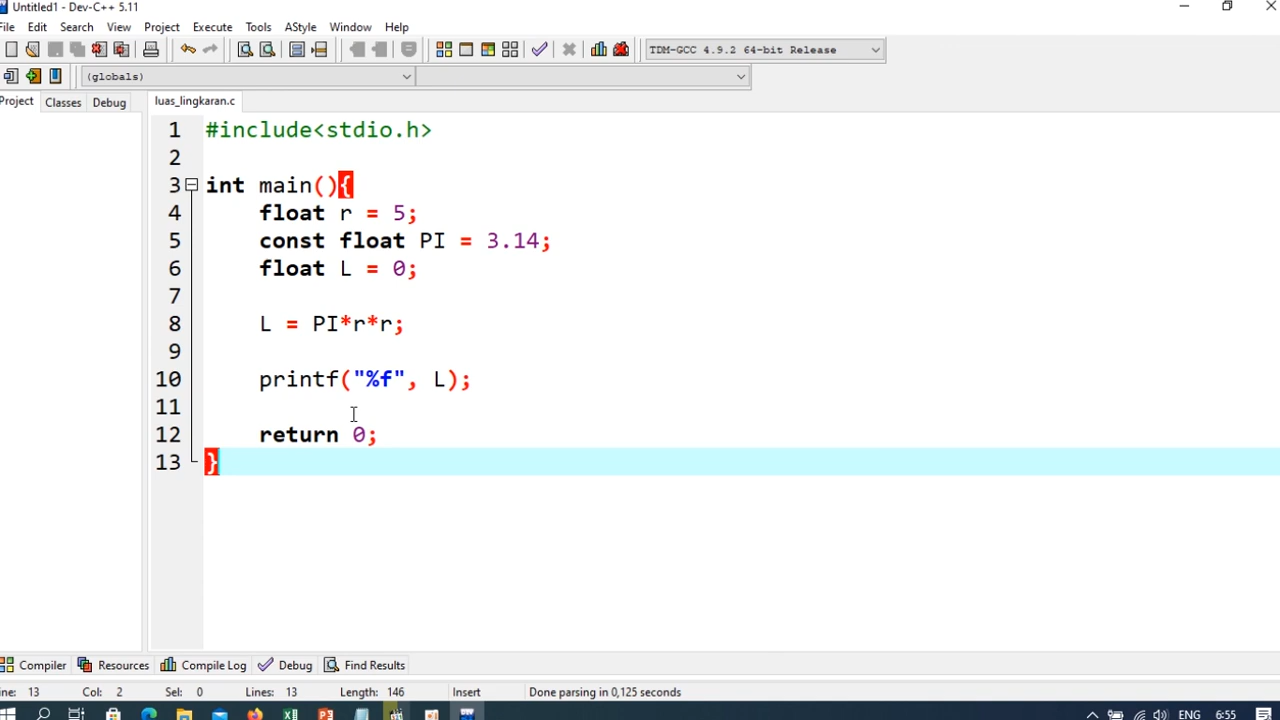 Untitled1 - Dev-C++ 5.11
File Edit Search View Project Execute Tools AStyle Window Help
TDM-GCC 4.9.2 64-bit Release
(globals)
Project Classes Debug luas_lingkaran.c
1 #include<stdio.h>
2
3 int main(){
4 float r = 5;
5 const float PI = 3.14;
6 float L = 0;
7
8 L = PI*r*r;
9
10 printf("%f", L);
11
12 return 0;
13 }
Compiler Resources Compile Log Debug Find Results
ine: 13 Col: 2 Sel: 0 Lines: 13 Length: 146 Insert Done parsing in 0,125 seconds
ENG 6:55